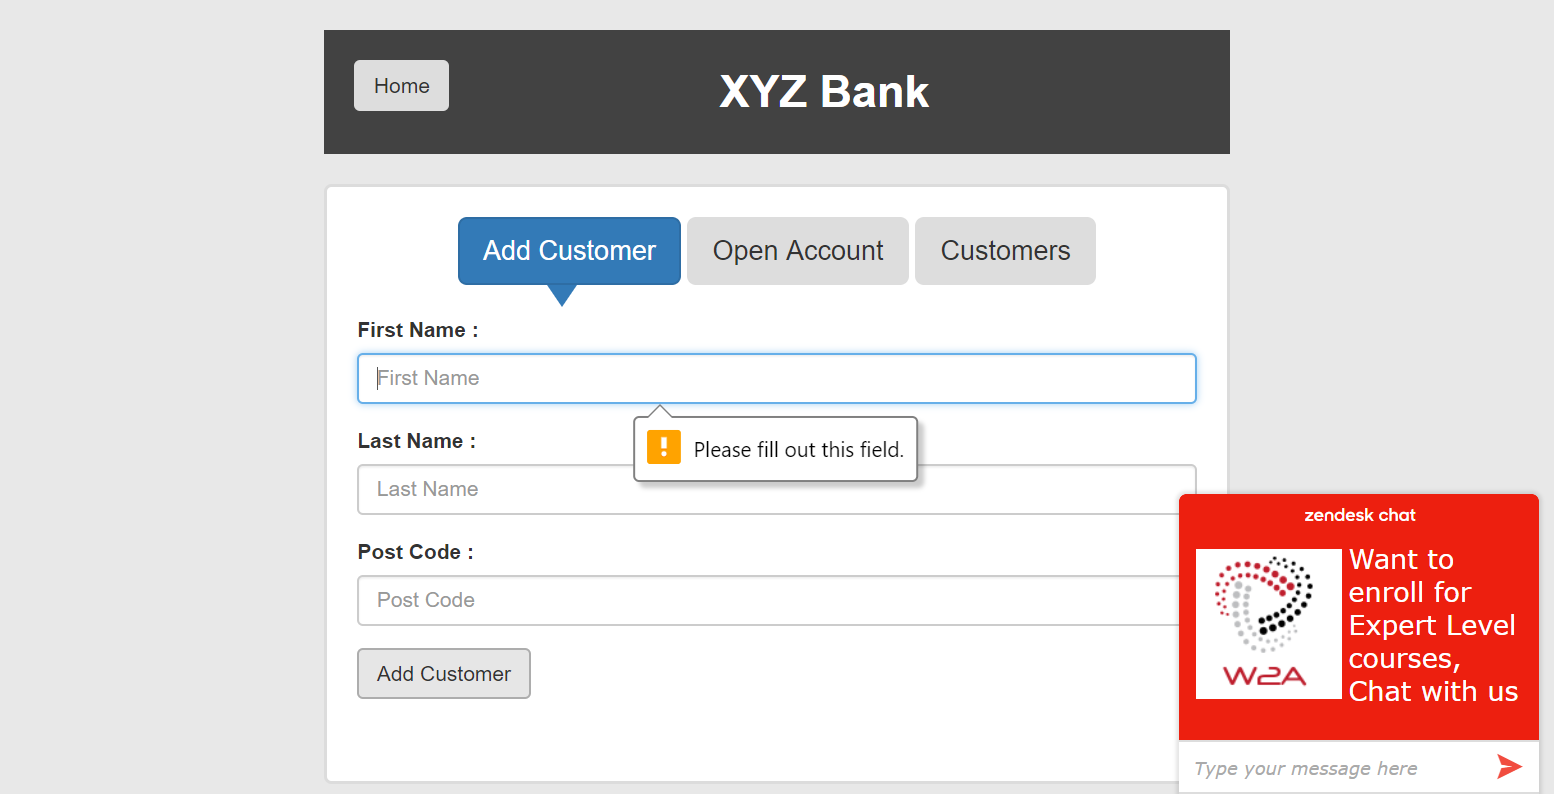 Home
XYZ Bank
Add Customer
Open Account
Customers
First Name :
First Name
Please fill out this field.
Last Name :
Last Name
Post Code :
Post Code
Add Customer
zendesk chat
W2A
Want to
enroll for
Expert Level
courses,
Chat with us
Type your message here